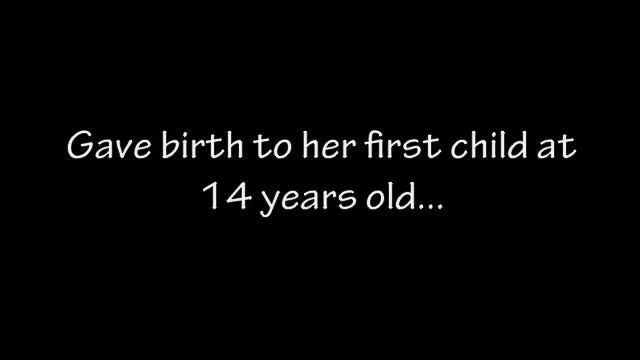 Gave birth to her first child at
14 years old...